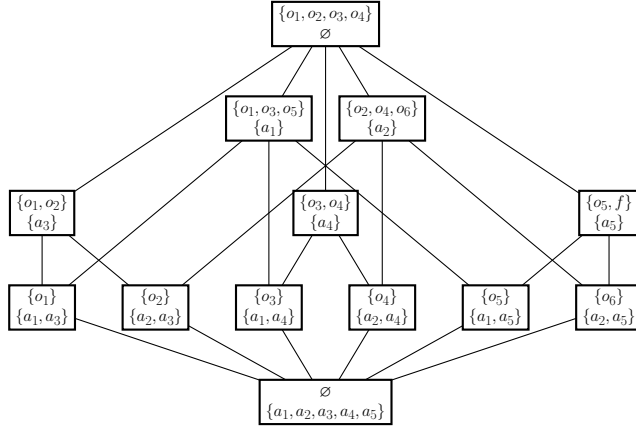 {o₁, o₂, o₃, o₄}
∅
{o₁, o₃, o₅}
{a₁}
{o₂, o₄, o₆}
{a₂}
{o₁, o₂}
{a₃}
{o₃, o₄}
{a₄}
{o₅, f}
{a₅}
{o₁}
{a₁, a₃}
{o₂}
{a₂, a₃}
{o₃}
{a₁, a₄}
{o₄}
{a₂, a₄}
{o₅}
{a₁, a₅}
{o₆}
{a₂, a₅}
∅
{a₁, a₂, a₃, a₄, a₅}